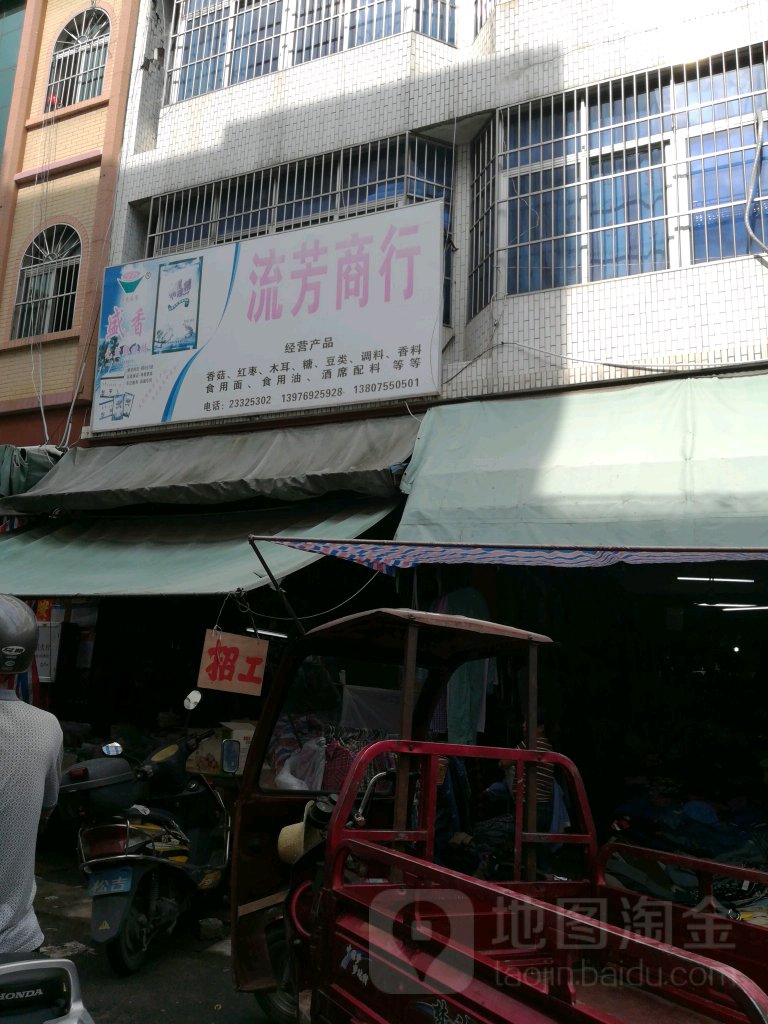 流芳商行
盛香
经营产品
香菇、红枣、木耳、糖、豆类、调料、香料
食用面、食用油、酒席配料 等等
电话：23325302 13976925928 13807550501
招工
HONDA
地图淘金
taojin.baidu.com